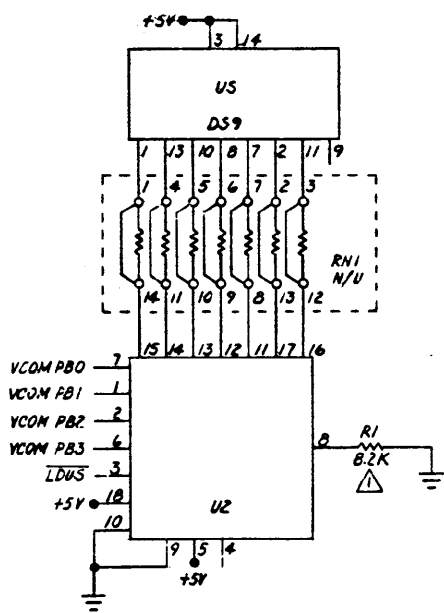 +5V
3 14
U5
DS9
1 13 10 8 7 2 11 9
1 4 5 6 7 2 3
RN1
N/U
14 11 10 9 8 13 12
15 14 13 12 11 17 16
VCOM PB0 7
VCOM PB1 1
VCOM PB2 2
VCOM PB3 6
LDUS 3
+5V 18
10
U2
8
R1
8.2K
1
9 5 4
+5V